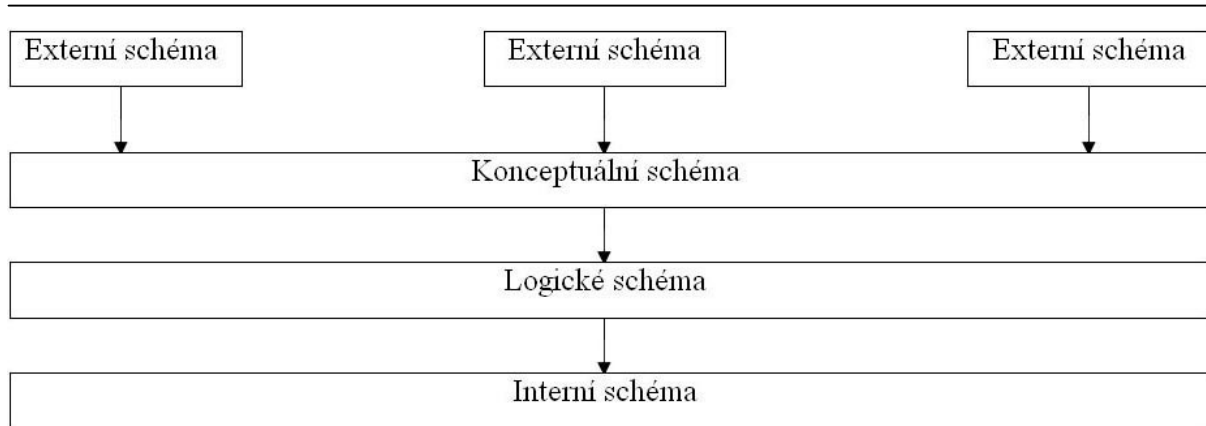 Externí schéma
Externí schéma
Externí schéma
Konceptuální schéma
Logické schéma
Interní schéma